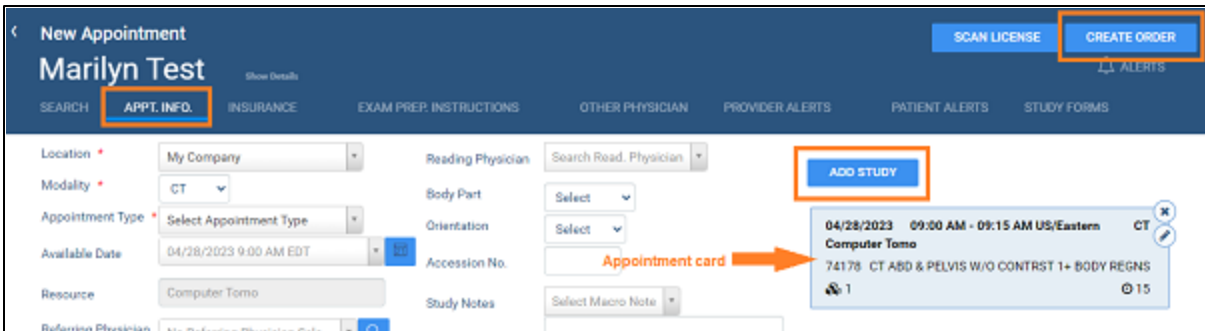 New Appointment
SCAN LICENSE
CREATE ORDER
Marilyn Test
Show Details
ALERTS
SEARCH
APPT. INFO.
INSURANCE
EXAM PREP. INSTRUCTIONS
OTHER PHYSICIAN
PROVIDER ALERTS
PATIENT ALERTS
STUDY FORMS
Location *
My Company
Reading Physician
Search Read. Physician
ADD STUDY
Modality *
CT
Body Part
Select
Appointment Type *
Select Appointment Type
Orientation
Select
04/28/2023 09:00 AM - 09:15 AM US/Eastern CT
Computer Tomo
Available Date
04/28/2023 9:00 AM EDT
Accession No.
Appointment card
74178 CT ABD & PELVIS W/O CONTRST 1+ BODY REGNS
1
15
Resource
Computer Tomo
Study Notes
Select Macro Note
Referring Physician
No Referring Physician Sele